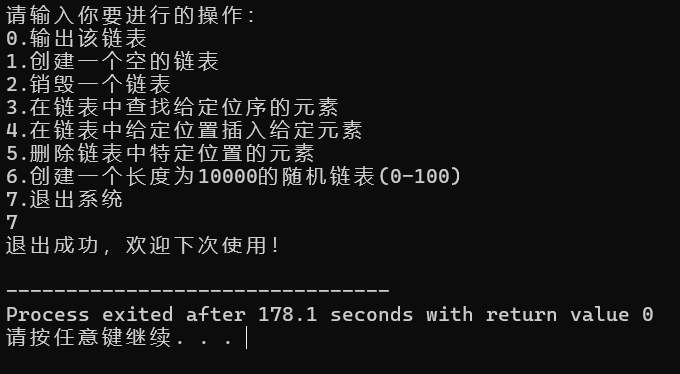 请输入你要进行的操作:
0.输出该链表
1.创建一个空的链表
2.销毁一个链表
3.在链表中查找给定位序的元素
4.在链表中给定位置插入给定元素
5.删除链表中特定位置的元素
6.创建一个长度为10000的随机链表(0-100)
7.退出系统
7
退出成功，欢迎下次使用！
--------------------------------
Process exited after 178.1 seconds with return value 0
请按任意键继续. . .